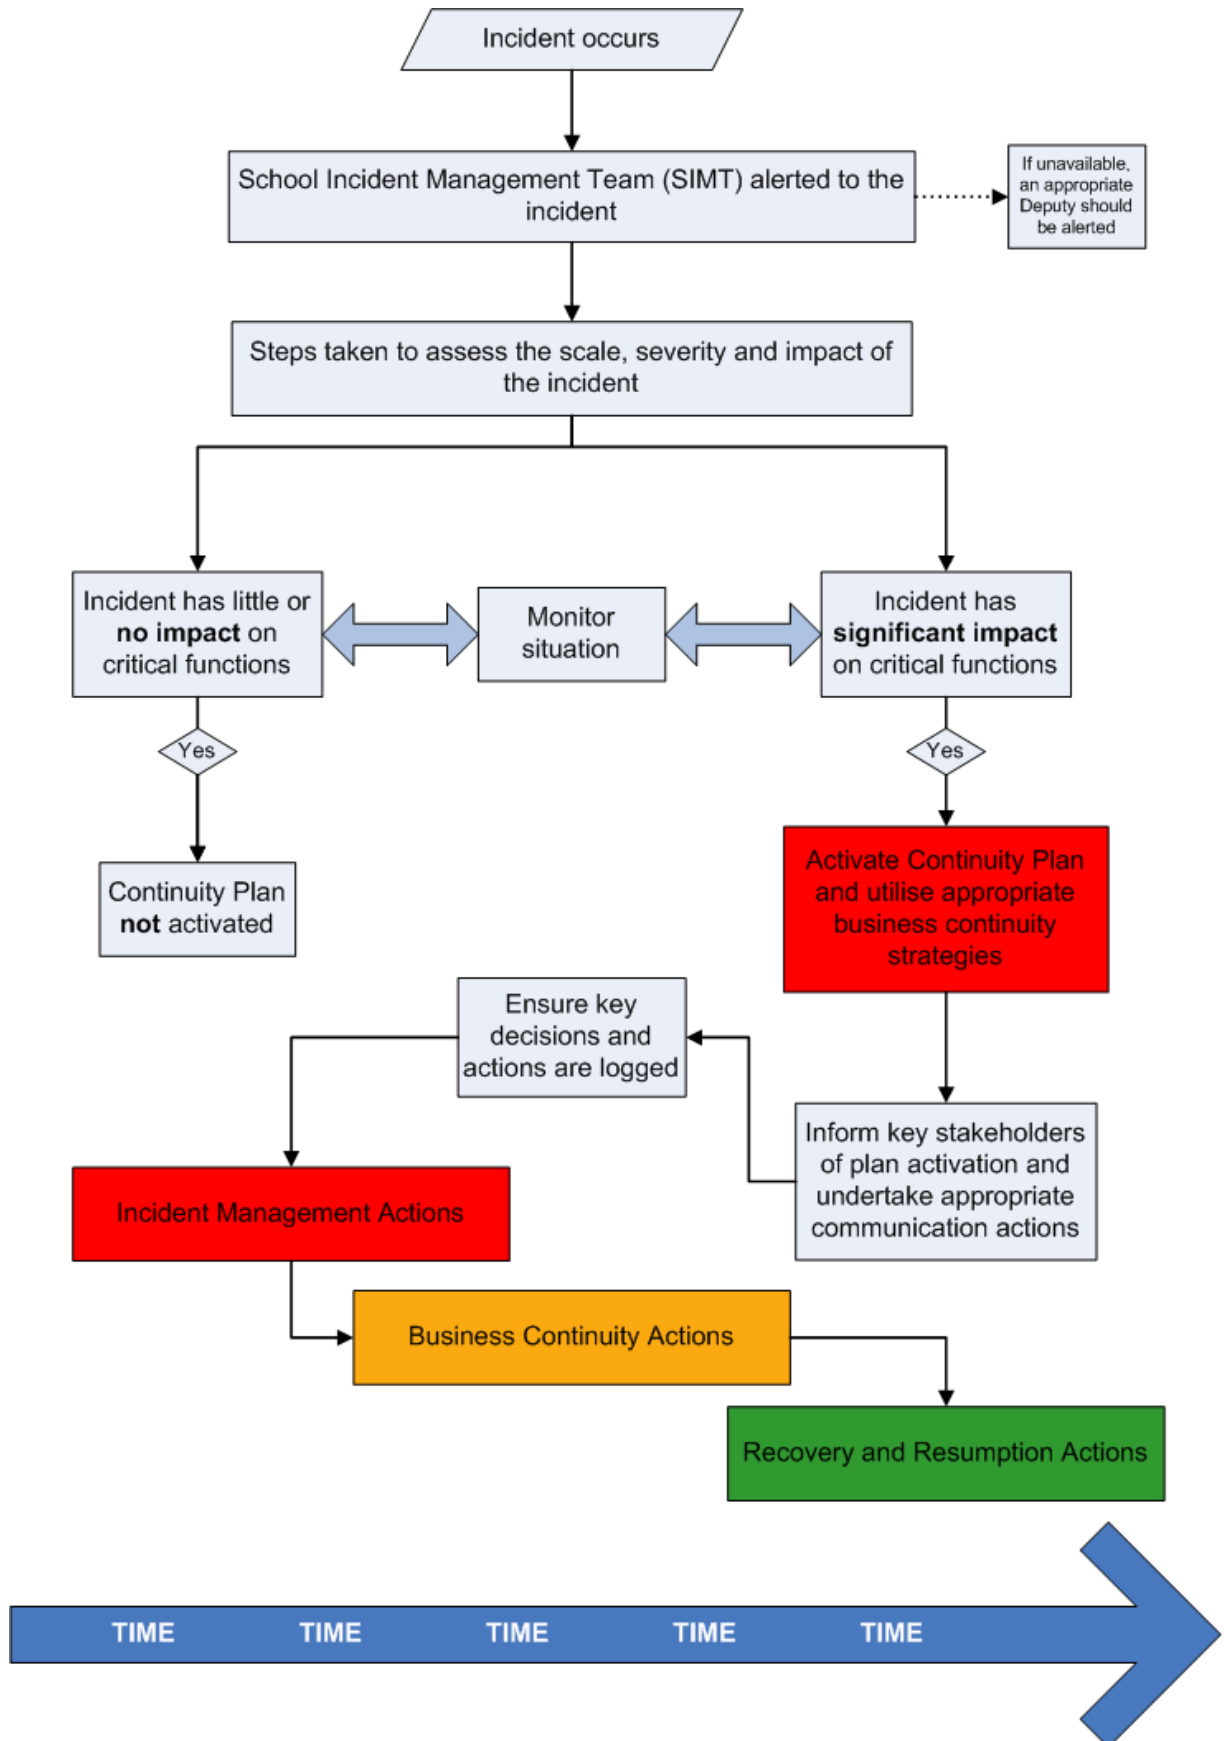 Incident occurs
School Incident Management Team (SIMT) alerted to the
incident
If unavailable,
an appropriate
Deputy should
be alerted
Steps taken to assess the scale, severity and impact of
the incident
Incident has little or
no impact on
critical functions
Monitor
situation
Incident has
significant impact
on critical functions
Yes
Yes
Continuity Plan
not activated
Activate Continuity Plan
and utilise appropriate
business continuity
strategies
Ensure key
decisions and
actions are logged
Inform key stakeholders
of plan activation and
undertake appropriate
communication actions
Incident Management Actions
Business Continuity Actions
Recovery and Resumption Actions
TIME TIME TIME TIME TIME